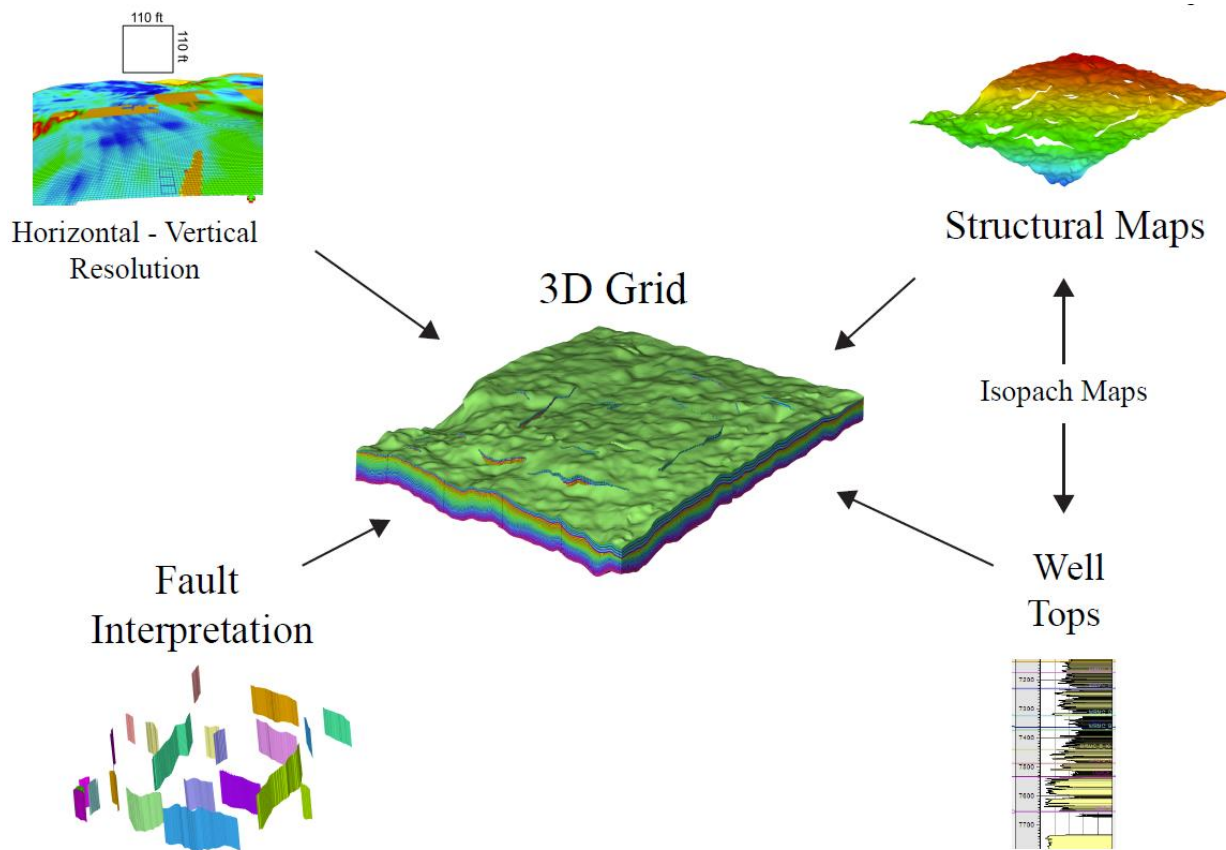 110 ft
110 ft
Horizontal - Vertical
Resolution
Structural Maps
3D Grid
Isopach Maps
Fault
Interpretation
Well
Tops
7200
7300
7400
7500
7600
7700